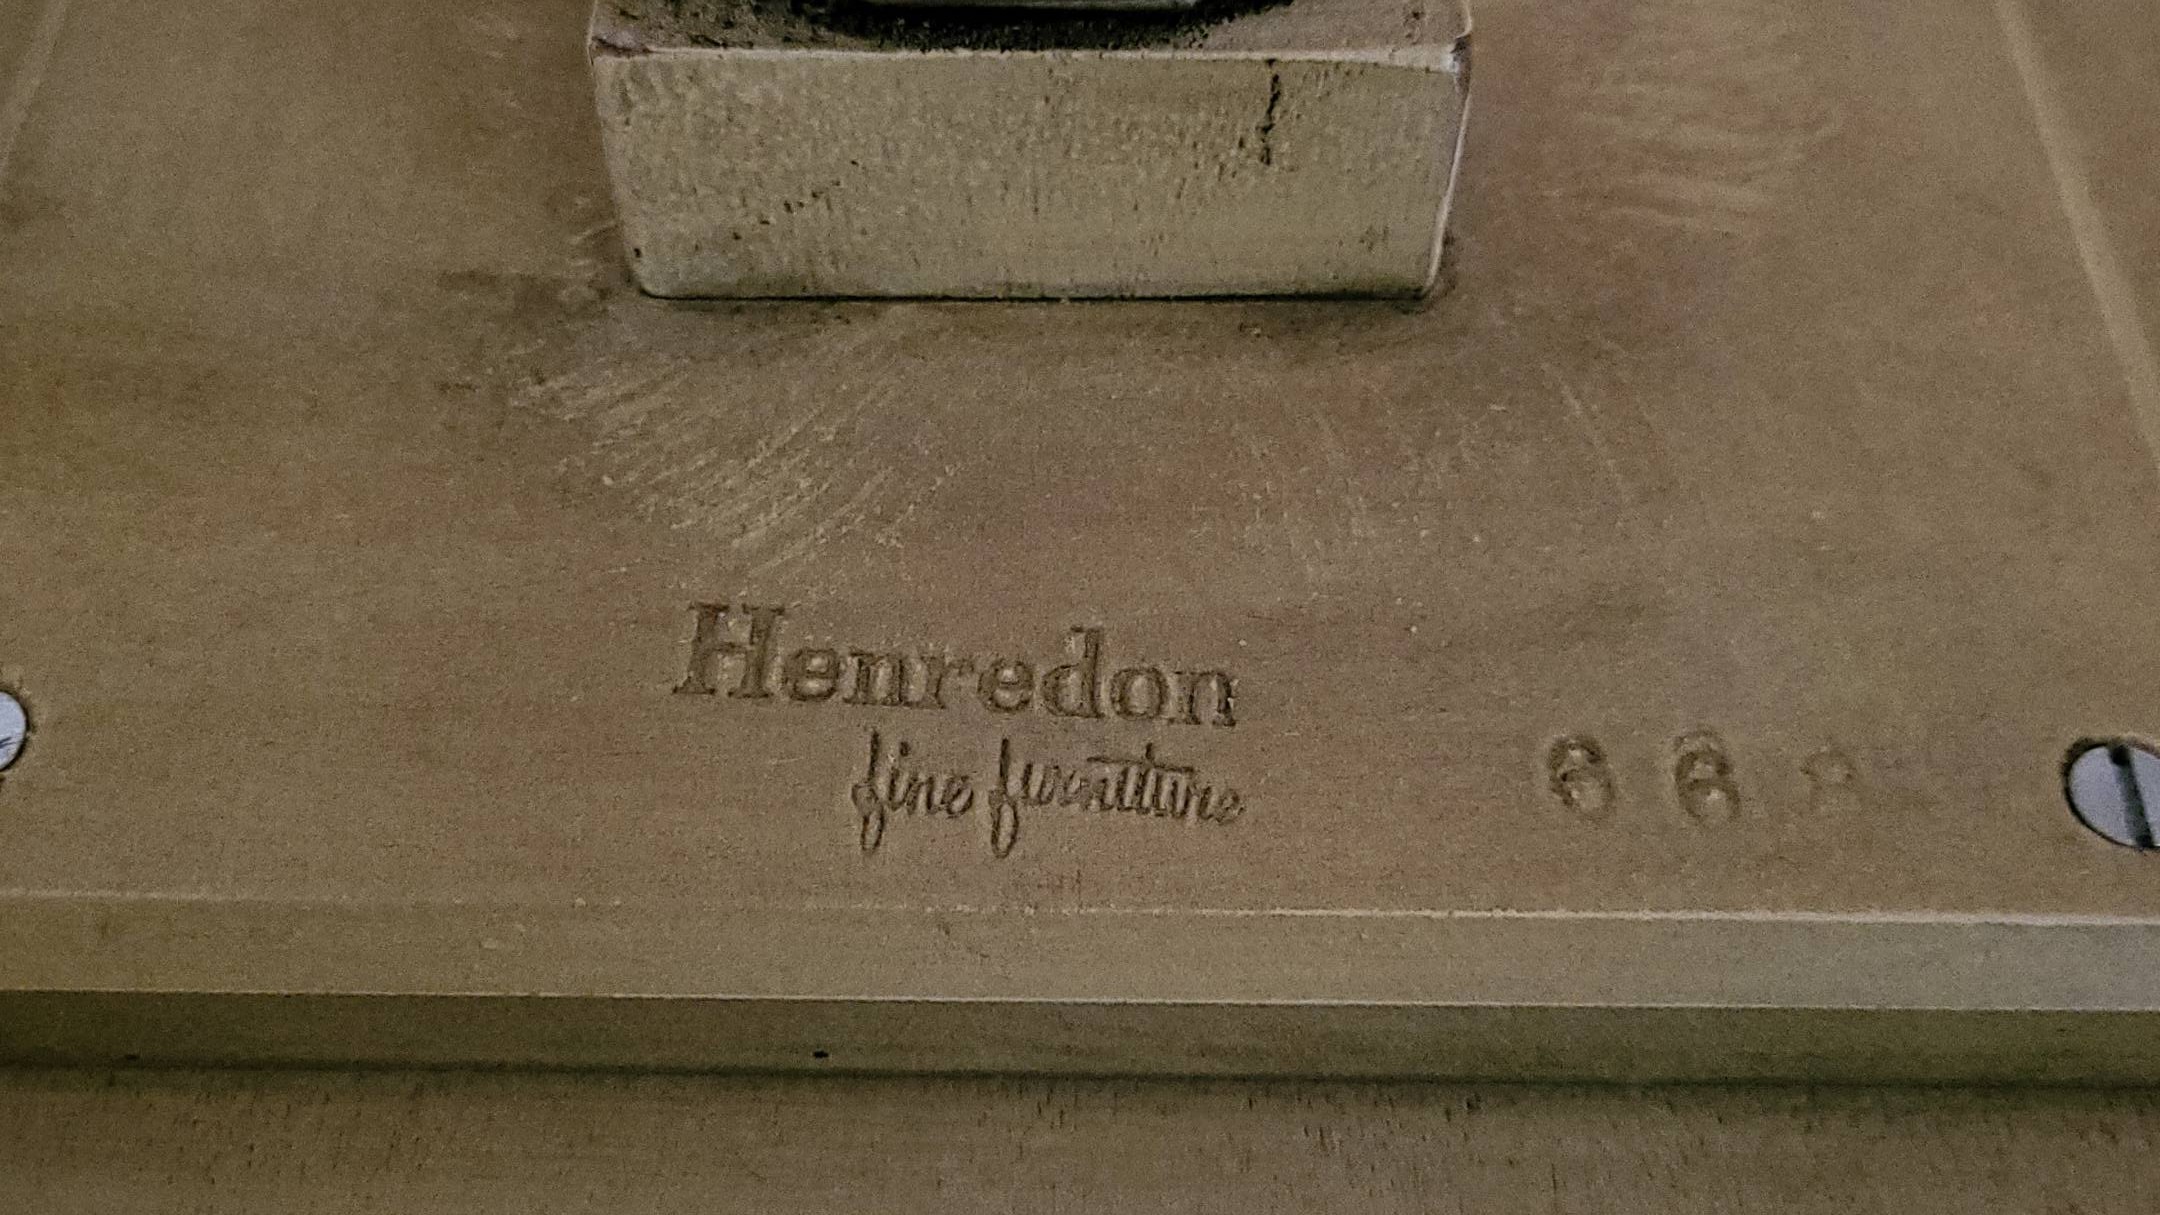 Henredon
fine furniture